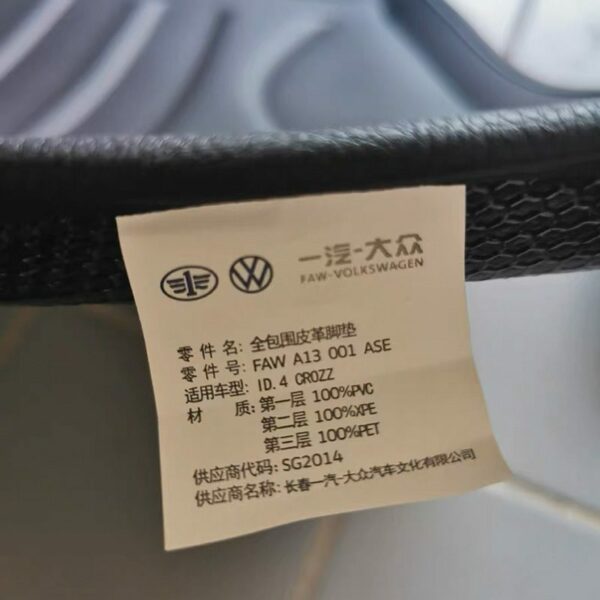 一汽-大众
FAW-VOLKSWAGEN
零 件 名: 全包围皮革脚垫
零 件 号: FAW A13 001 ASE
适用车型: ID.4 CROZZ
材 质: 第一层 100%PVC
第二层 100%XPE
第三层 100%PET
供应商代码: SG2014
供应商名称: 长春一汽-大众汽车文化有限公司